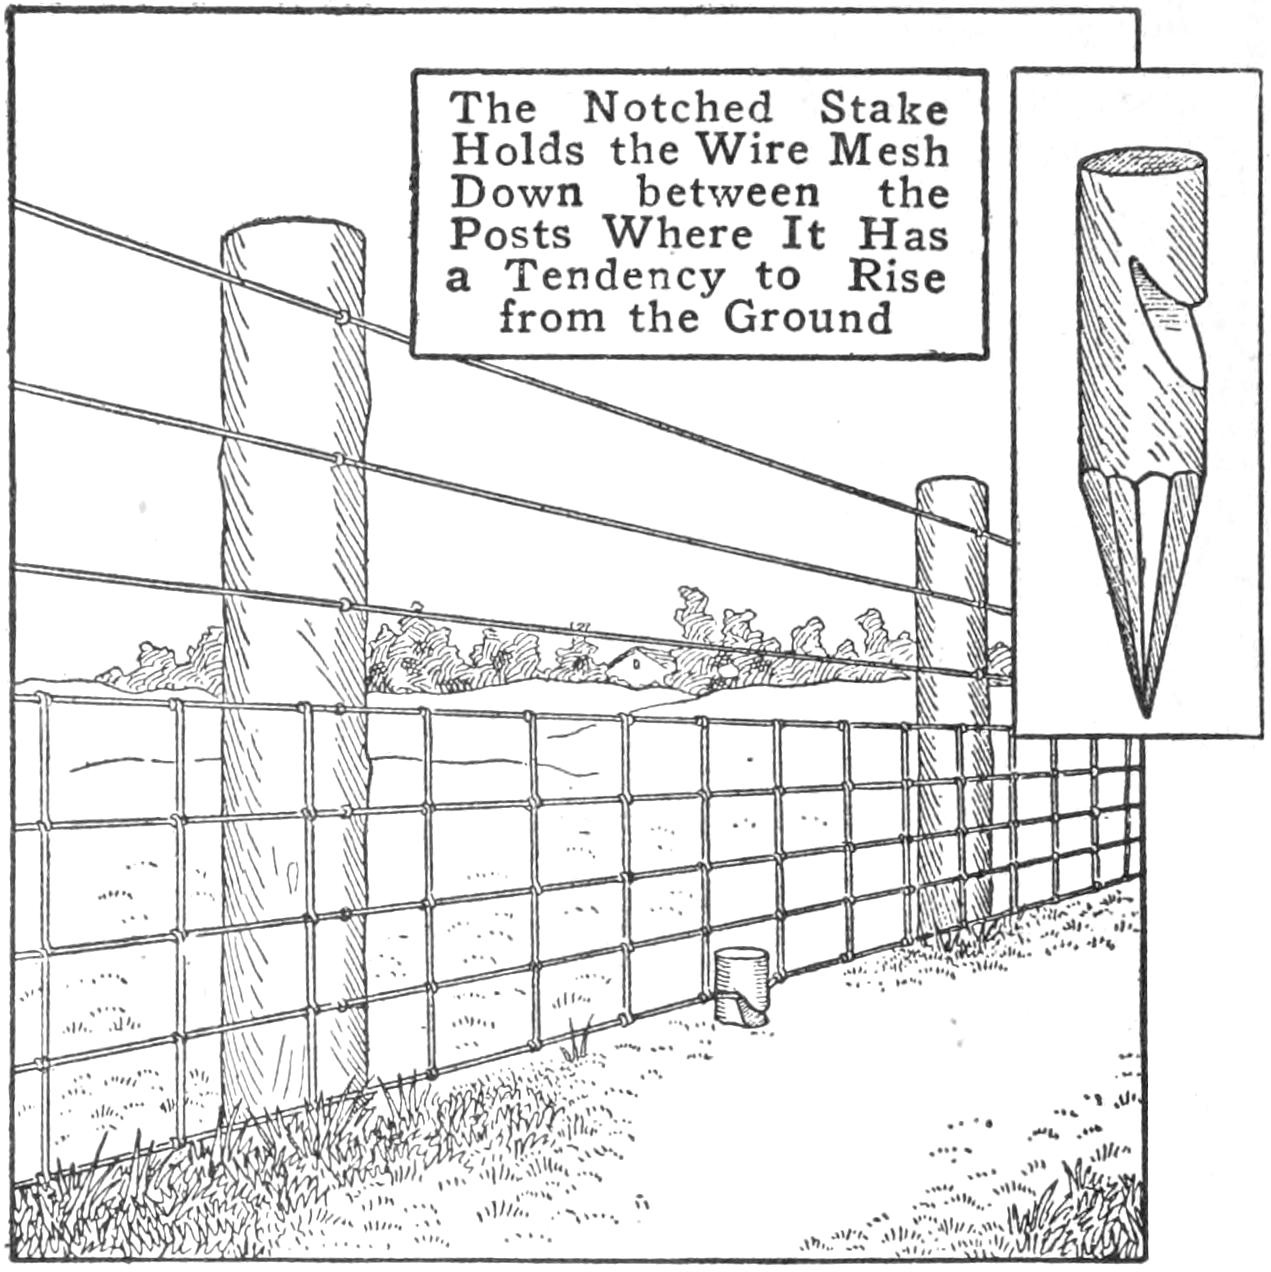 The Notched Stake
Holds the Wire Mesh
Down between the
Posts Where It Has
a Tendency to Rise
from the Ground